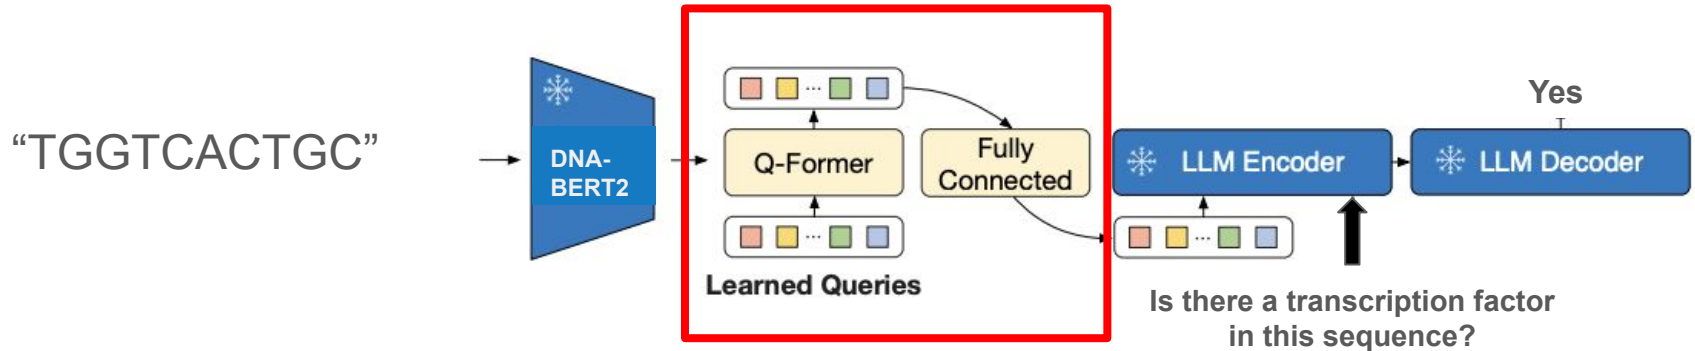 “TGGTCACTGC”
DNA-
BERT2
Q-Former
Learned Queries
Fully
Connected
LLM Encoder
Is there a transcription factor
in this sequence?
LLM Decoder
Yes